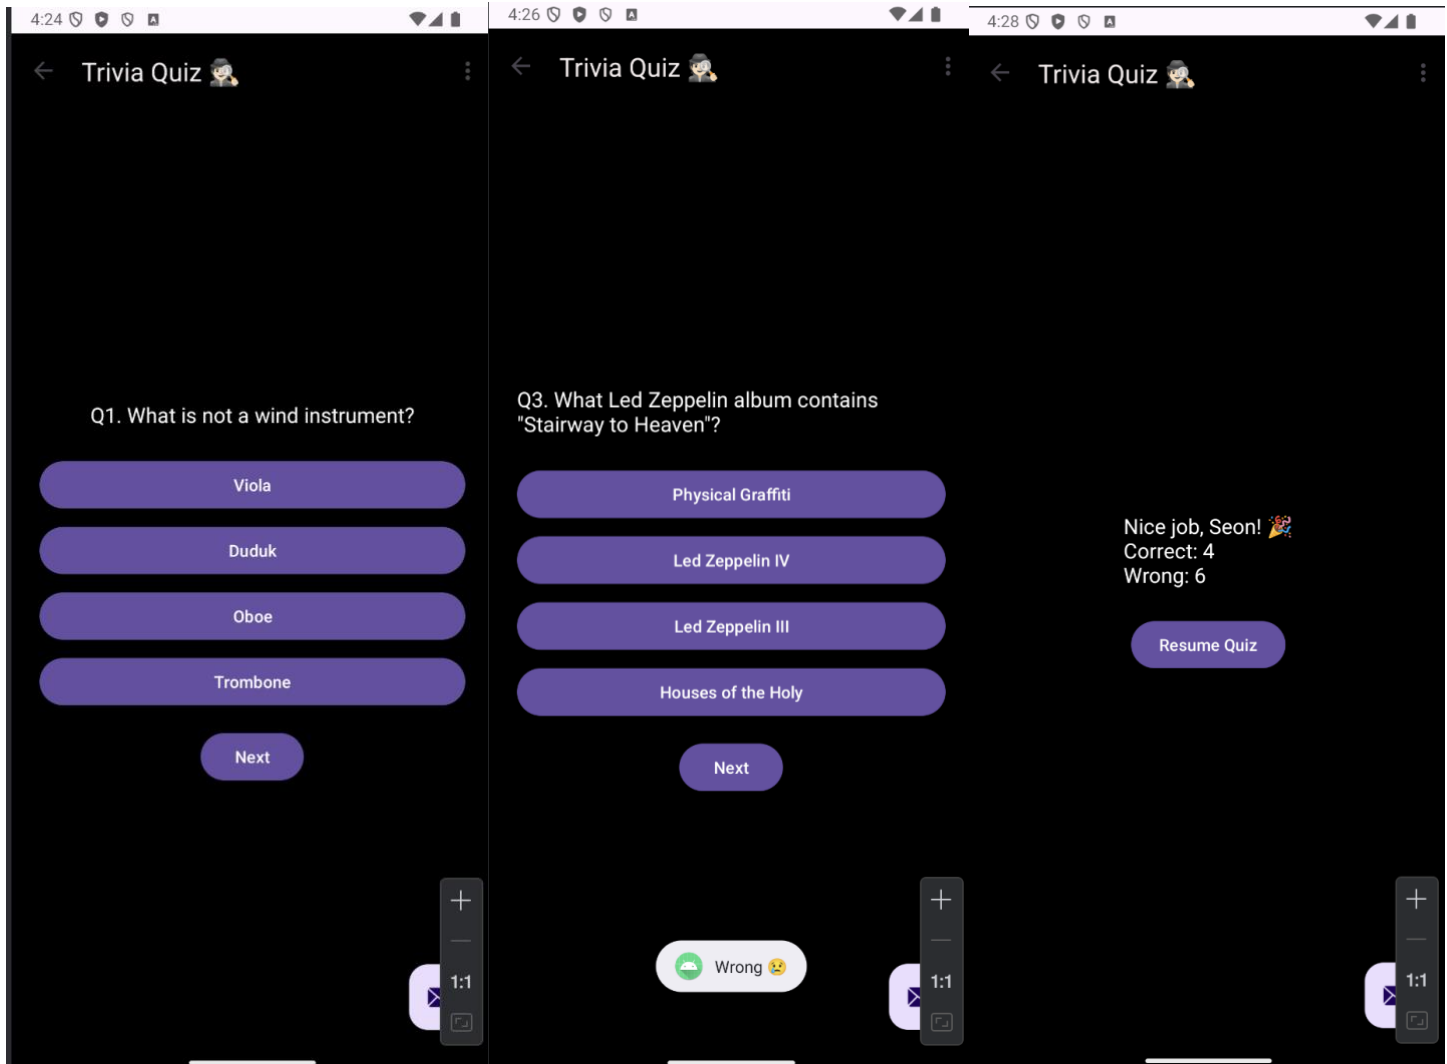 4:24
Trivia Quiz 🕵🏻
Q1. What is not a wind instrument?
Viola
Duduk
Oboe
Trombone
Next
1:1
4:26
Trivia Quiz 🕵🏻
Q3. What Led Zeppelin album contains
"Stairway to Heaven"?
Physical Graffiti
Led Zeppelin IV
Led Zeppelin III
Houses of the Holy
Next
Wrong 😢
1:1
4:28
Trivia Quiz 🕵🏻
Nice job, Seon! 🎉
Correct: 4
Wrong: 6
Resume Quiz
1:1